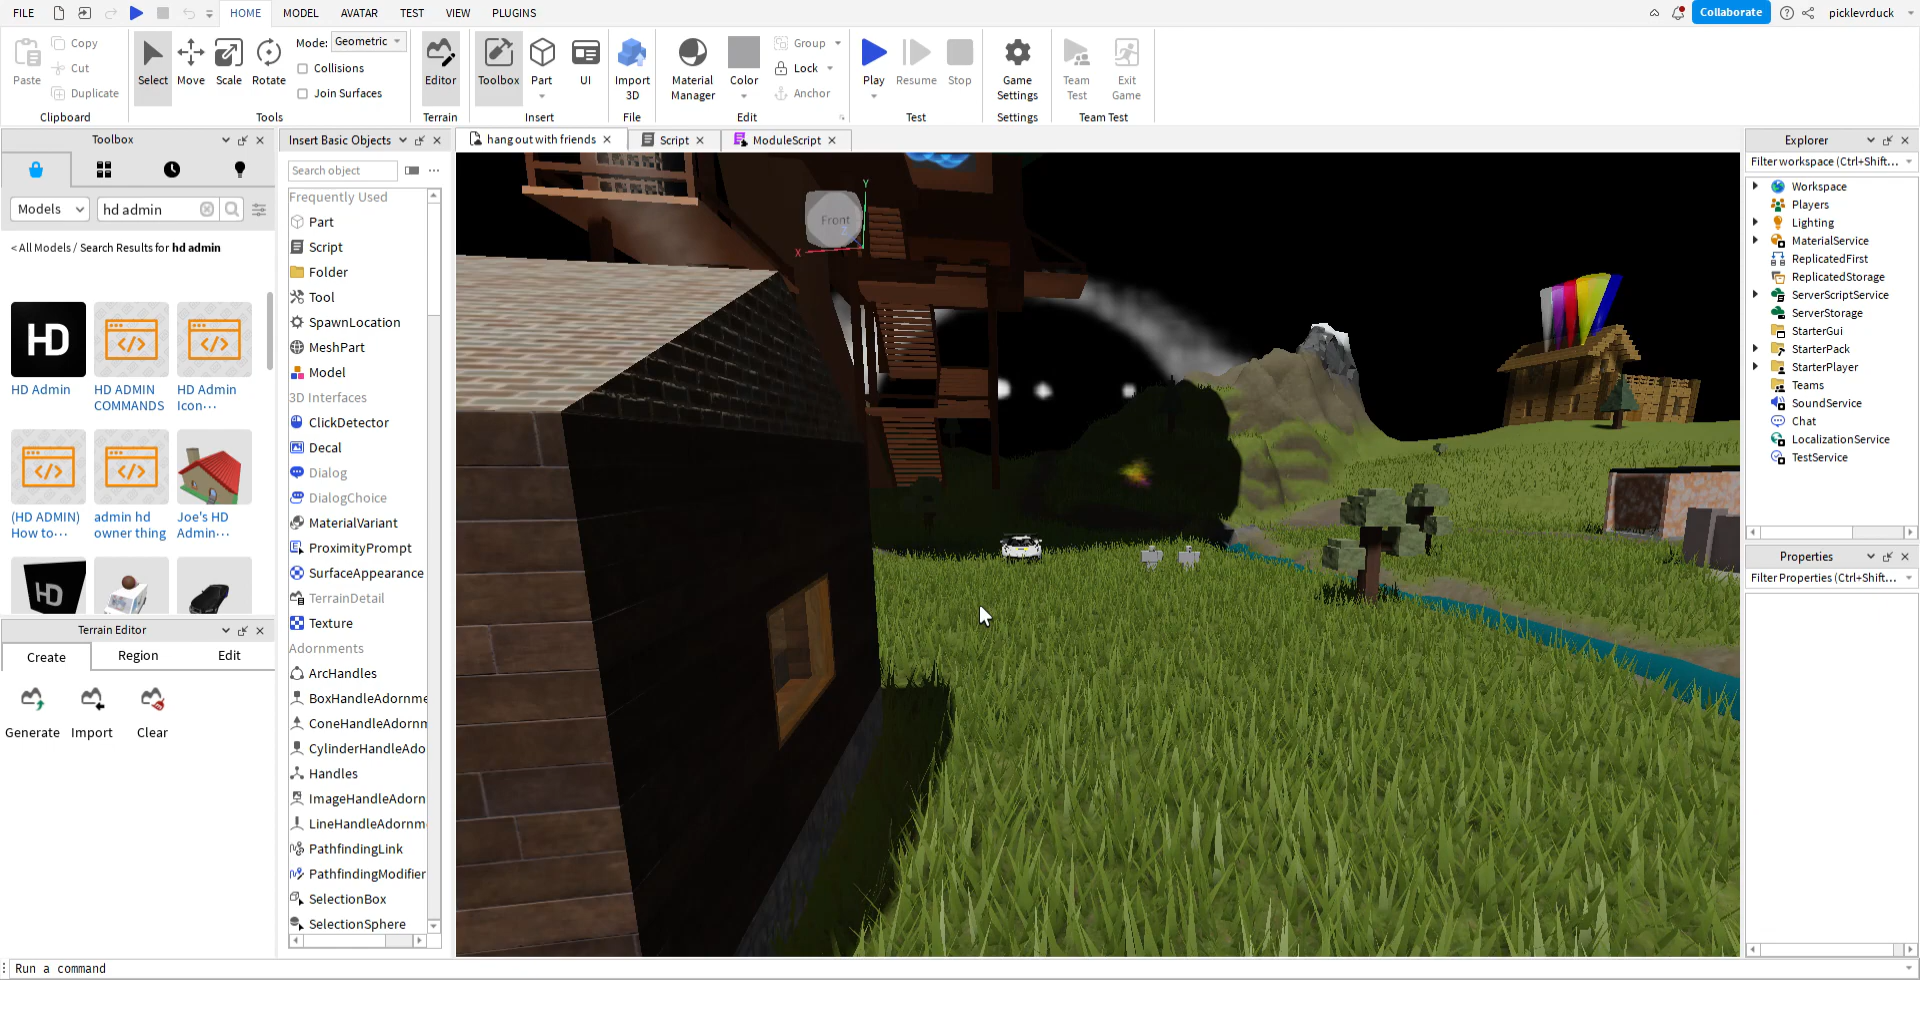 FILE
HOME
MODEL
AVATAR
TEST
VIEW
PLUGINS
Collaborate
picklevrduck
Paste
Copy
Cut
Duplicate
Clipboard
Select
Move
Scale
Rotate
Mode: Geometric
Collisions
Join Surfaces
Tools
Editor
Terrain
Toolbox
Part
UI
Insert
Import
3D
File
Material
Manager
Color
Group
Lock
Anchor
Edit
Play
Resume
Stop
Test
Game
Settings
Settings
Team
Test
Exit
Game
Team Test
Toolbox
Models
hd admin
< All Models / Search Results for hd admin
HD
HD Admin
HD ADMIN
COMMANDS
HD Admin
Icon...
(HD ADMIN)
How to...
admin hd
owner thing
Joe's HD
Admin...
HD
Terrain Editor
Create
Region
Edit
Generate
Import
Clear
Insert Basic Objects
Search object
Frequently Used
Part
Script
Folder
Tool
SpawnLocation
MeshPart
Model
3D Interfaces
ClickDetector
Decal
Dialog
DialogChoice
MaterialVariant
ProximityPrompt
SurfaceAppearance
TerrainDetail
Texture
Adornments
ArcHandles
BoxHandleAdornme
ConeHandleAdornm
CylinderHandleAdo
Handles
ImageHandleAdorn
LineHandleAdornm
PathfindingLink
PathfindingModifier
SelectionBox
SelectionSphere
hang out with friends
Script
ModuleScript
Y
Front
Z
X
Explorer
Filter workspace (Ctrl+Shift...
Workspace
Players
Lighting
MaterialService
ReplicatedFirst
ReplicatedStorage
ServerScriptService
ServerStorage
StarterGui
StarterPack
StarterPlayer
Teams
SoundService
Chat
LocalizationService
TestService
Properties
Filter Properties (Ctrl+Shift...
Run a command